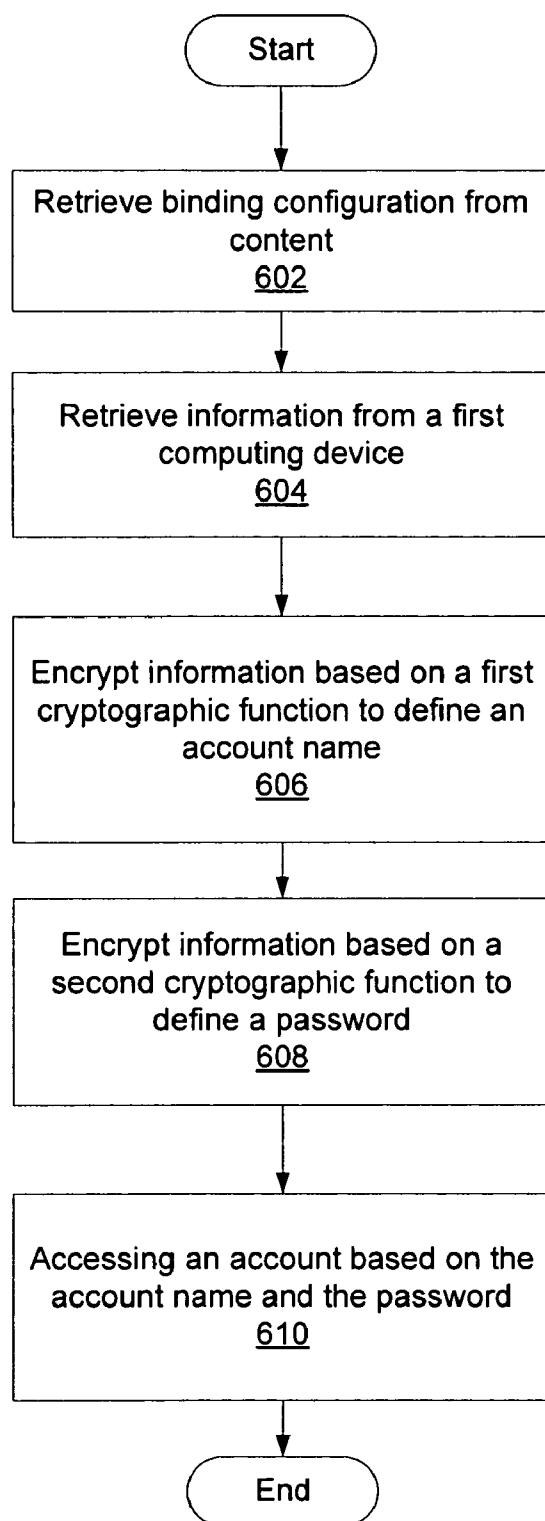 Start
Retrieve binding configuration from
content
602
Retrieve information from a first
computing device
604
Encrypt information based on a first
cryptographic function to define an
account name
606
Encrypt information based on a
second cryptographic function to
define a password
608
Accessing an account based on the
account name and the password
610
End